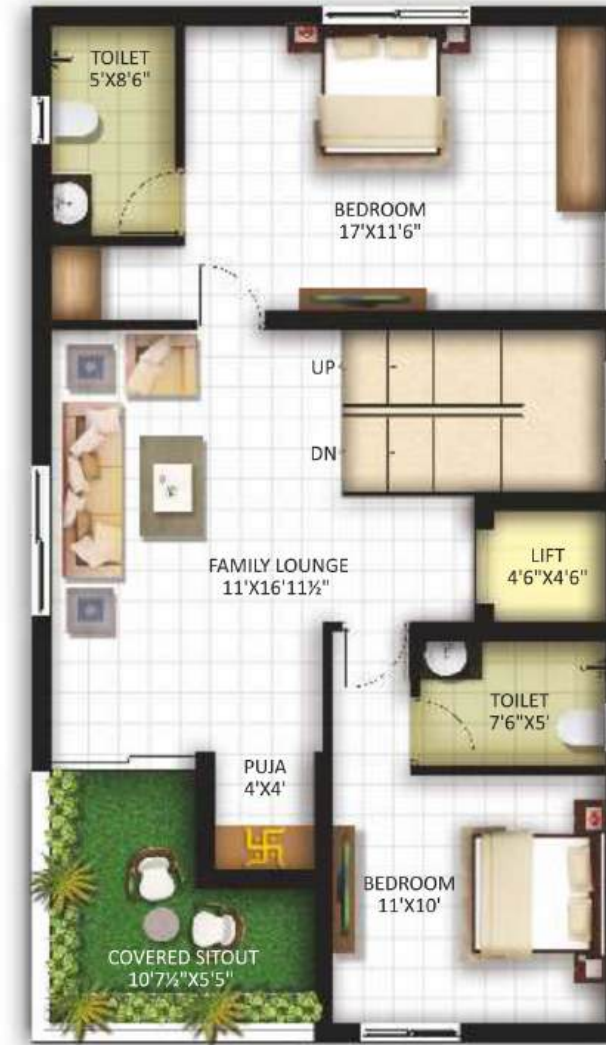 TOILET
5'X8'6"
BEDROOM
17'X11'6"
UP
DN
FAMILY LOUNGE
11'X16'11½"
LIFT
4'6"X4'6"
TOILET
7'6"X5'
PUJA
4'X4'
BEDROOM
11'X10'
COVERED SITOUT
10'7½"X5'5"